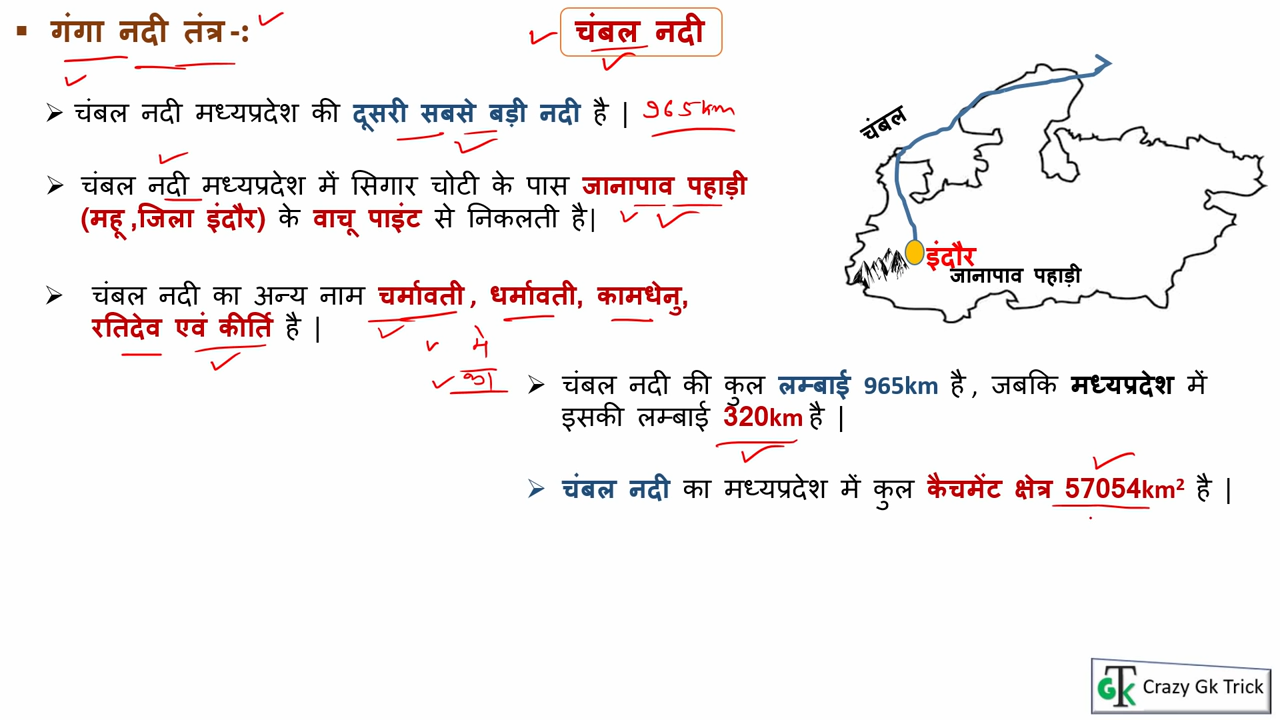 ▪ गंगा नदी तंत्र-:
चंबल नदी
➢ चंबल नदी मध्यप्रदेश की दूसरी सबसे बड़ी नदी है | 965km
➢ चंबल नदी मध्यप्रदेश में सिगार चोटी के पास जानापाव पहाड़ी
(महू ,जिला इंदौर) के वाचू पाइंट से निकलती है|
➢ चंबल नदी का अन्य नाम चर्मावती , धर्मावती, कामधेनु,
रतिदेव एवं कीर्ति है |
मे
का
चंबल
इंदौर
जानापाव पहाड़ी
➢ चंबल नदी की कुल लम्बाई 965km है , जबकि मध्यप्रदेश में
इसकी लम्बाई 320km है |
➢ चंबल नदी का मध्यप्रदेश में कुल कैचमेंट क्षेत्र 57054km² है |
GTK Crazy Gk Trick